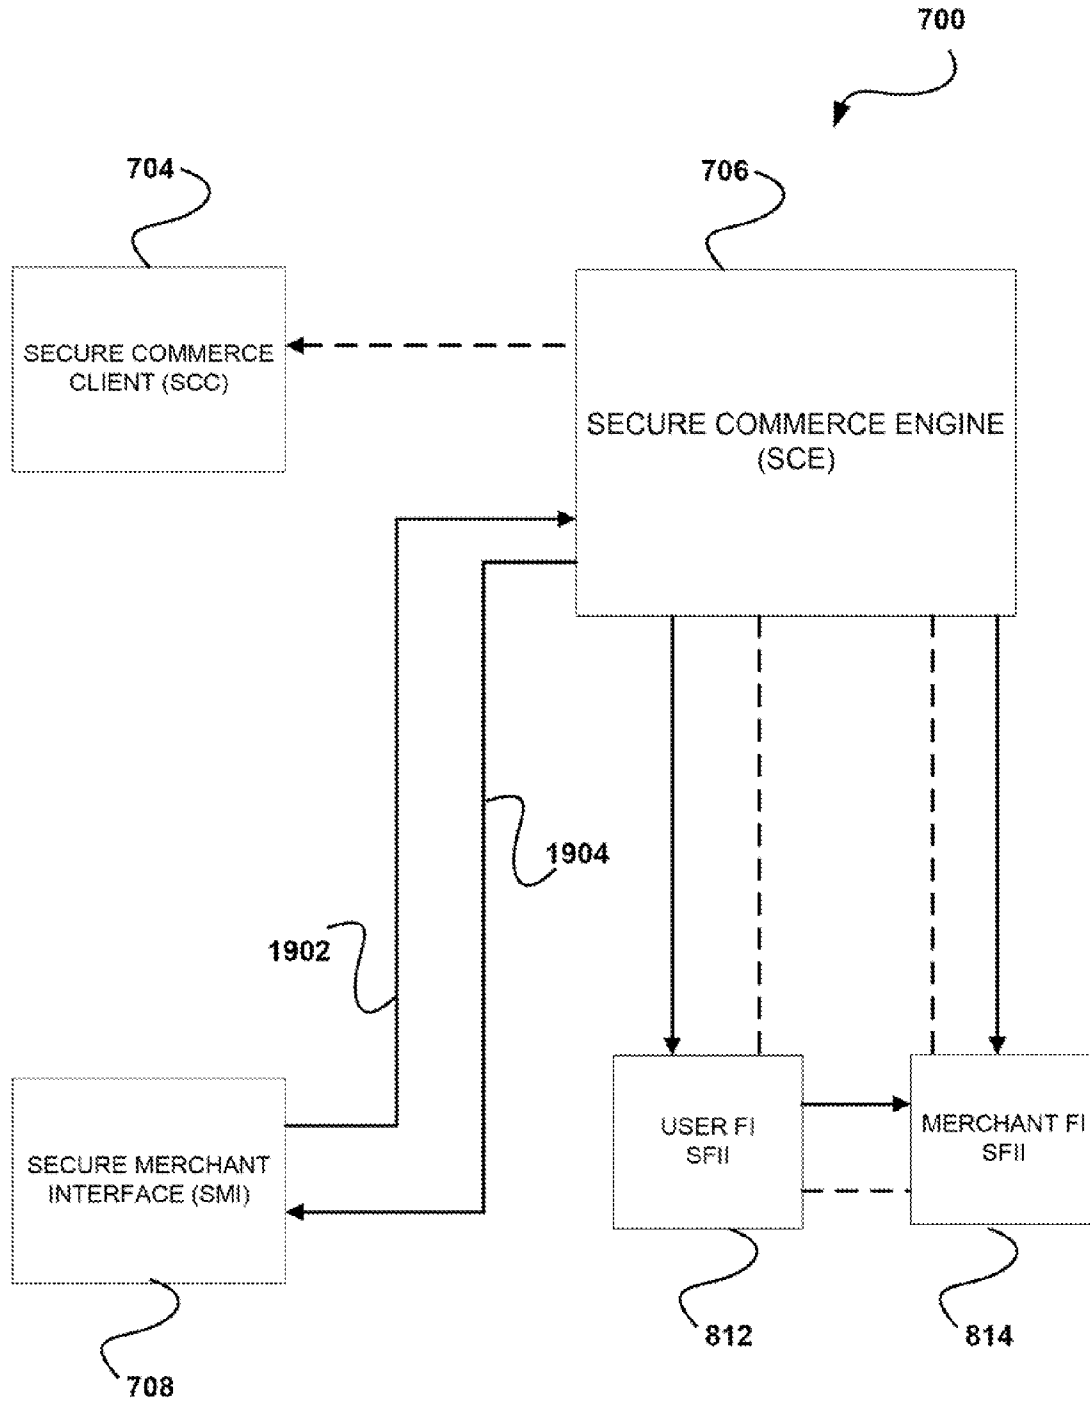 700
704
706
SECURE COMMERCE
CLIENT (SCC)
SECURE COMMERCE ENGINE
(SCE)
1904
1902
USER FI
SFII
MERCHANT FI
SFII
SECURE MERCHANT
INTERFACE (SMI)
812
814
708